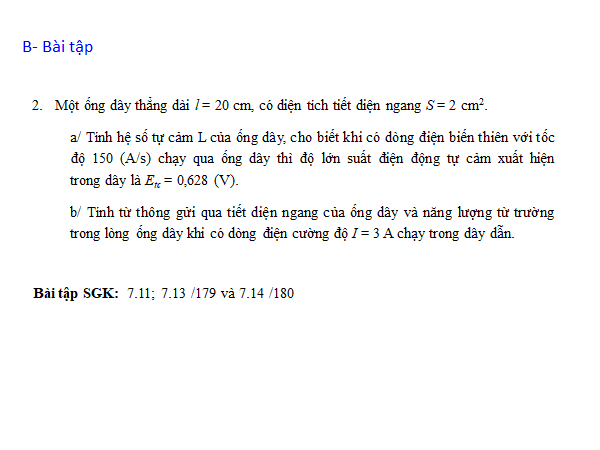 B- Bài tập
2. Một ống dây thẳng dài l = 20 cm, có diện tích tiết diện ngang S = 2 cm².
a/ Tính hệ số tự cảm L của ống dây, cho biết khi có dòng điện biến thiên với tốc
độ 150 (A/s) chạy qua ống dây thì độ lớn suất điện động tự cảm xuất hiện
trong dây là Etc = 0,628 (V).
b/ Tính từ thông gửi qua tiết diện ngang của ống dây và năng lượng từ trường
trong lòng ống dây khi có dòng điện cường độ I = 3 A chạy trong dây dẫn.
Bài tập SGK: 7.11; 7.13 /179 và 7.14 /180